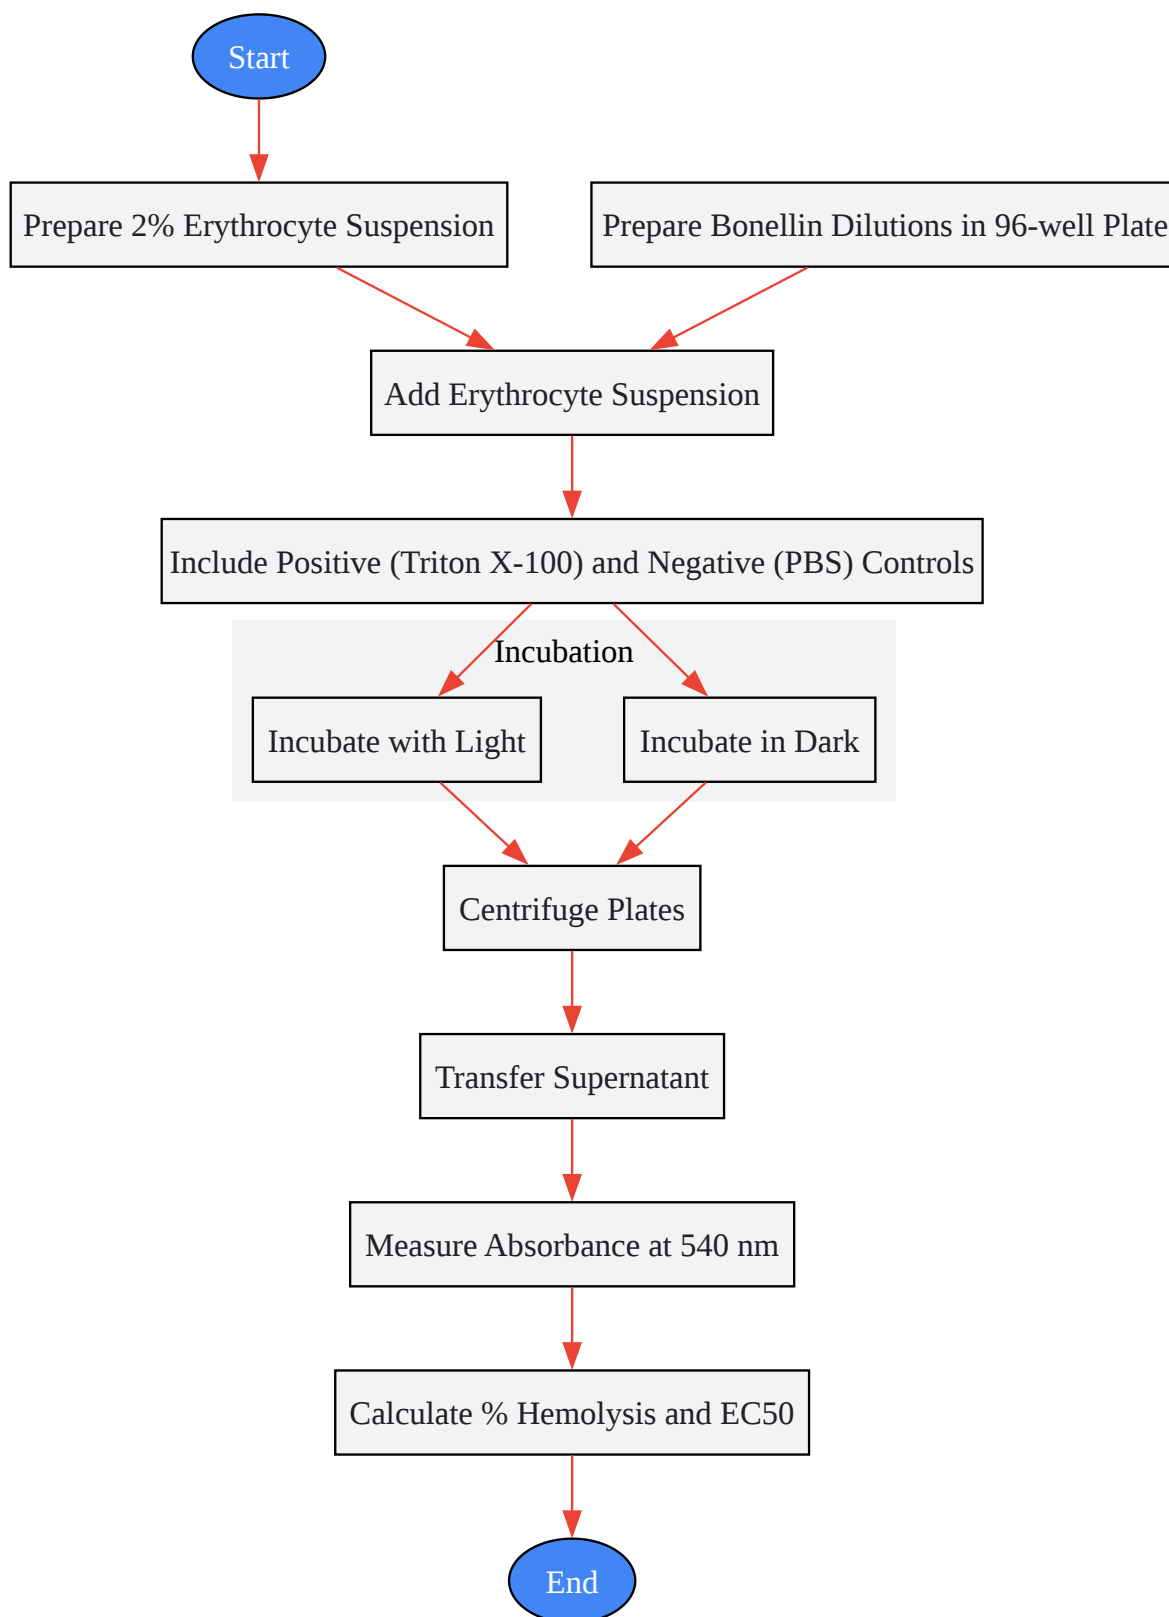 Start
Prepare 2% Erythrocyte Suspension
Prepare Bonellin Dilutions in 96-well Plate
Add Erythrocyte Suspension
Include Positive (Triton X-100) and Negative (PBS) Controls
Incubation
Incubate with Light
Incubate in Dark
Centrifuge Plates
Transfer Supernatant
Measure Absorbance at 540 nm
Calculate % Hemolysis and EC50
End